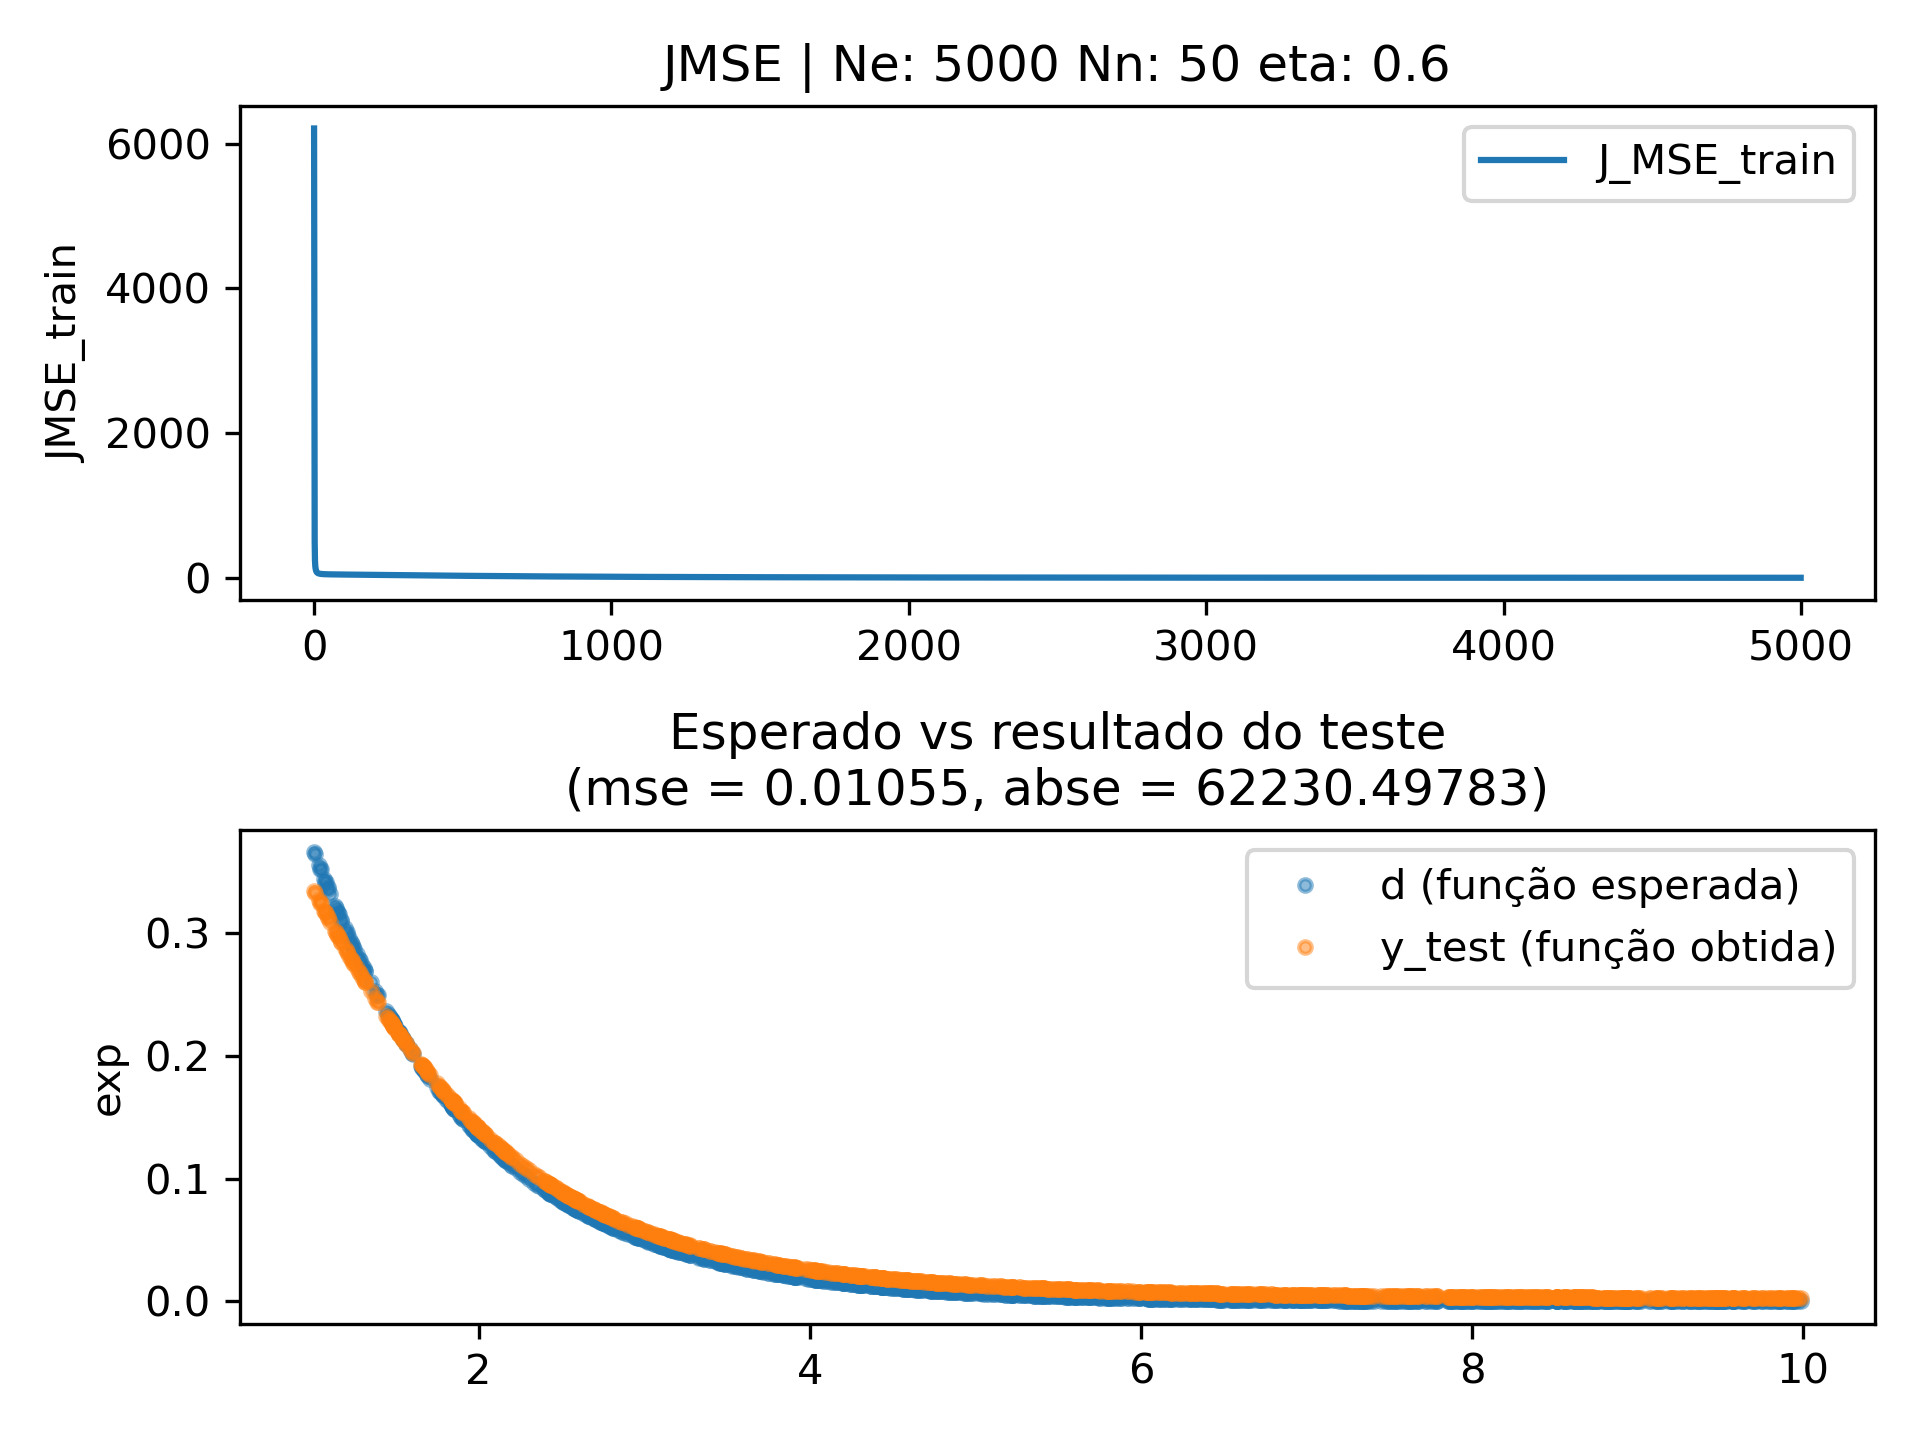 JMSE | Ne: 5000 Nn: 50 eta: 0.6
JMSE_train
6000
4000
2000
0
J_MSE_train
0 1000 2000 3000 4000 5000
Esperado vs resultado do teste
(mse = 0.01055, abse = 62230.49783)
exp
0.3
0.2
0.1
0.0
d (função esperada)
y_test (função obtida)
2 4 6 8 10